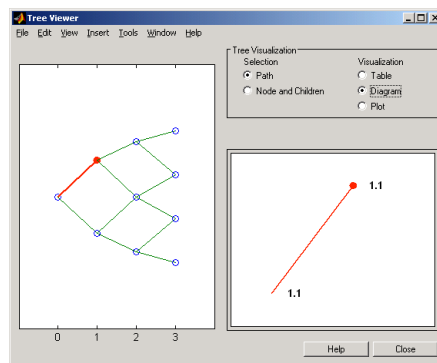 Tree Viewer
File Edit View Insert Tools Window Help
Tree Visualization
Selection
Path
Node and Children
Visualization
Table
Diagram
Plot
1.1
1.1
0 1 2 3
Help Close